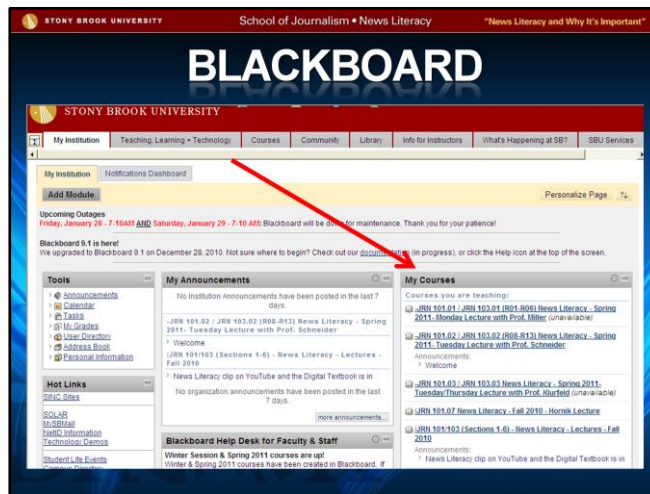 STONY BROOK UNIVERSITY
School of Journalism • News Literacy
"News Literacy and Why It's Important"
BLACKBOARD
STONY BROOK UNIVERSITY
My Institution
Teaching, Learning + Technology
Courses
Community
Library
Info for Instructors
What's Happening at SB?
SBU Services
My Institution
Notifications Dashboard
Add Module
Personalize Page
Upcoming Outages
Friday, January 28 - 7-10AM AND Saturday, January 29 - 7-10 AM: Blackboard will be down for maintenance. Thank you for your patience!
Blackboard 9.1 is here!
We upgraded to Blackboard 9.1 on December 28, 2010. Not sure where to begin? Check out our documentation (in progress), or click the Help icon at the top of the screen.
Tools
Announcements
Calendar
Tasks
My Grades
User Directory
Address Book
Personal Information
Hot Links
SINC Sites
SOLAR
MySBMail
NetID Information
Technology Demos
Student Life Events
Campus Directory
My Announcements
No Institution Announcements have been posted in the last 7
days.
-JRN 101.02 / JRN 103.02 (R08-R13) News Literacy - Spring
2011- Tuesday Lecture with Prof. Schneider
Welcome
/JRN 101/103 (Sections 1-6) - News Literacy - Lectures -
Fall 2010
News Literacy clip on YouTube and the Digital Textbook is in
No organization announcements have been posted in the last
7 days.
more announcements...
Blackboard Help Desk for Faculty & Staff
Winter Session & Spring 2011 courses are up!
Winter & Spring 2011 courses have been created in Blackboard. If
My Courses
Courses you are teaching:
-JRN 101.01 / JRN 103.01 (R01-R06) News Literacy - Spring
2011- Monday Lecture with Prof. Miller (unavailable)
-JRN 101.02 / JRN 103.02 (R08-R13) News Literacy - Spring
2011- Tuesday Lecture with Prof. Schneider
Announcements:
Welcome
-JRN 101.03 / JRN 103.03 News Literacy - Spring 2011-
Tuesday/Thursday Lecture with Prof. Klurfeld (unavailable)
/JRN 101.07 News Literacy - Fall 2010 - Hornik Lecture
/JRN 101/103 (Sections 1-6) - News Literacy - Lectures - Fall
2010
Announcements:
News Literacy clip on YouTube and the Digital Textbook is in